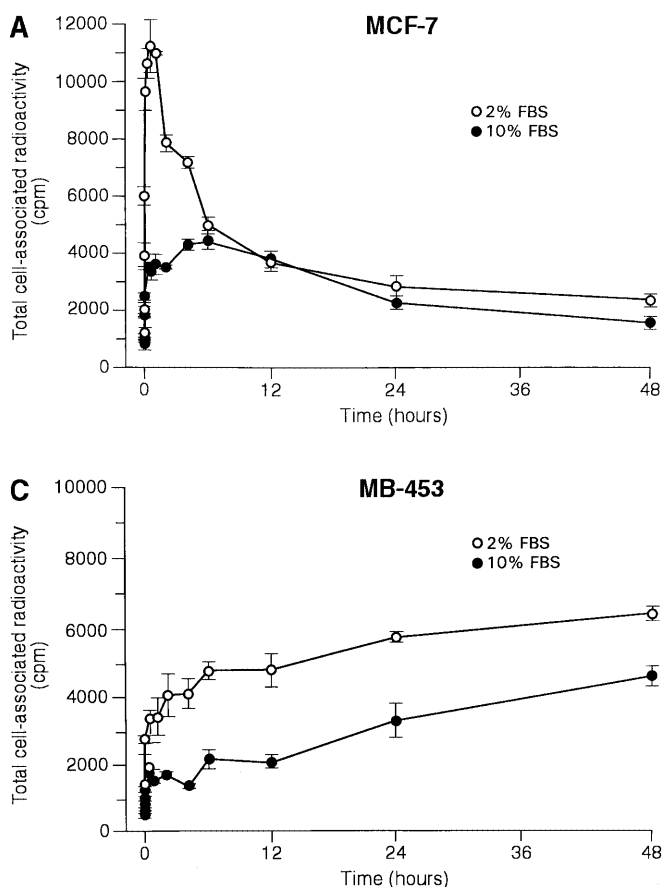 A
MCF-7
12000
10000
8000
6000
4000
2000
0
Total cell-associated radioactivity
(cpm)
2% FBS
10% FBS
0 12 24 36 48
Time (hours)
C
MB-453
10000
8000
6000
4000
2000
0
Total cell-associated radioactivity
(cpm)
2% FBS
10% FBS
0 12 24 36 48
Time (hours)